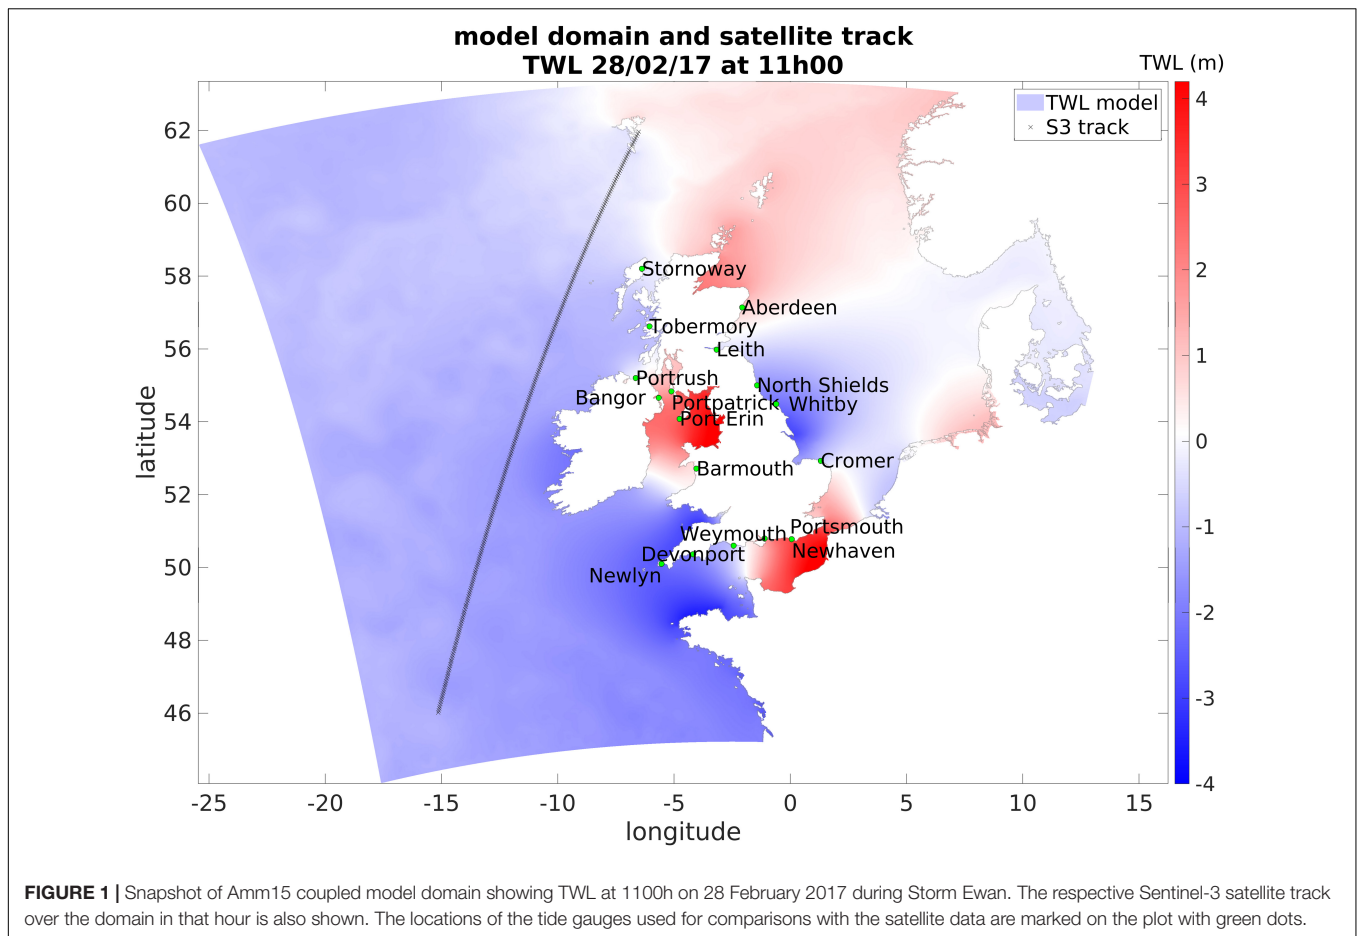 model domain and satellite track
TWL 28/02/17 at 11h00
TWL (m)
TWL model
S3 track
62
60
58
56
54
52
50
48
46
latitude
Stornoway
Aberdeen
Tobermory
Leith
Portrush
North Shields
Bangor
Portpatrick
Whitby
Port Erin
Cromer
Barmouth
Portsmouth
Weymouth
Newhaven
Devonport
Newlyn
4
3
2
1
0
-1
-2
-3
-4
-25 -20 -15 -10 -5 0 5 10 15
longitude
FIGURE 1 | Snapshot of Amm15 coupled model domain showing TWL at 1100h on 28 February 2017 during Storm Ewan. The respective Sentinel-3 satellite track
over the domain in that hour is also shown. The locations of the tide gauges used for comparisons with the satellite data are marked on the plot with green dots.